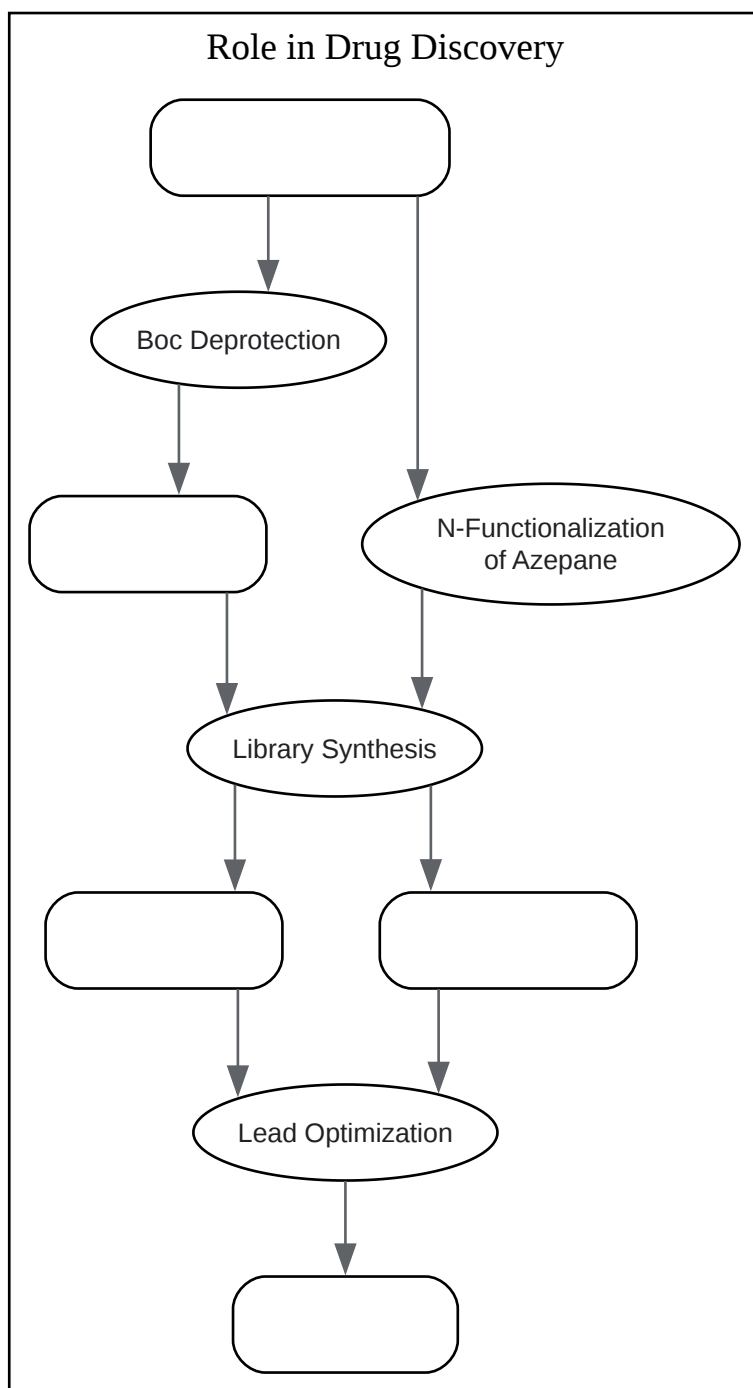 Role in Drug Discovery
Boc Deprotection
N-Functionalization
of Azepane
Library Synthesis
Lead Optimization